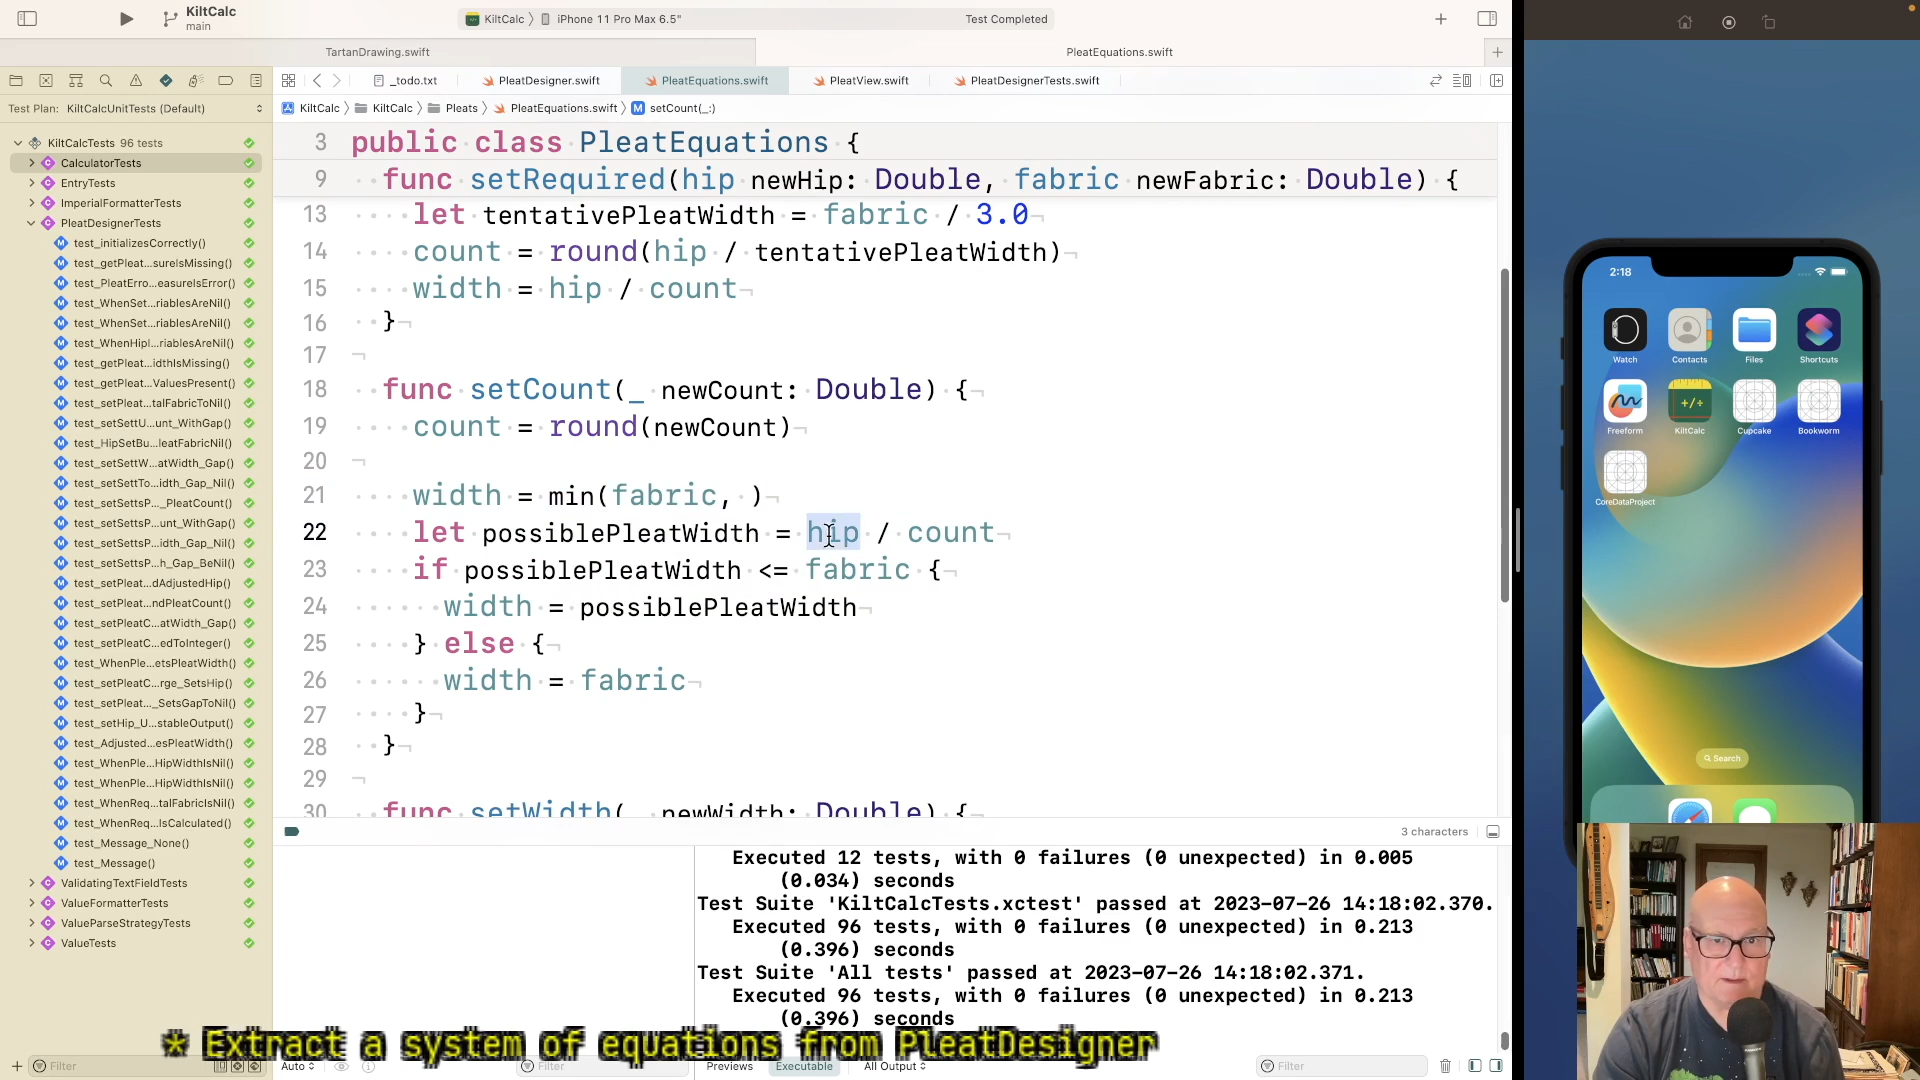 KiltCalc
main
KiltCalc
iPhone 11 Pro Max 6.5"
Test Completed
TartanDrawing.swift
PleatEquations.swift
_todo.txt
PleatDesigner.swift
PleatEquations.swift
PleatView.swift
PleatDesignerTests.swift
Test Plan: KiltCalcUnitTests (Default)
KiltCalc
KiltCalc
Pleats
PleatEquations.swift
setCount(_:)
KiltCalcTests 96 tests
CalculatorTests
EntryTests
ImperialFormatterTests
PleatDesignerTests
test_initializesCorrectly()
test_getPleat...sureIsMissing()
test_PleatErro...easureIsError()
test_WhenSet...riablesAreNil()
test_WhenSet...riablesAreNil()
test_WhenHipI...riablesAreNil()
test_getPleat...idthIsMissing()
test_getPleat...ValuesPresent()
test_setPleat...talFabricToNil()
test_setSettU...unt_WithGap()
test_HipSetBu...leatFabricNil()
test_setSettW...atWidth_Gap()
test_setSettTo...idth_Gap_Nil()
test_setSettsP..._PleatCount()
test_setSettsP...unt_WithGap()
test_setSettsP...idth_Gap_Nil()
test_setSettsP...h_Gap_BeNil()
test_setPleat...dAdjustedHip()
test_setPleat...ndPleatCount()
test_setPleatC...atWidth_Gap()
test_setPleatC...edToInteger()
test_WhenPle...etsPleatWidth()
test_setPleatC...rge_SetsHip()
test_setPleat..._SetsGapToNil()
test_setHip_U...stableOutput()
test_Adjusted...esPleatWidth()
test_WhenPle...HipWidthIsNil()
test_WhenPle...HipWidthIsNil()
test_WhenReq...talFabricIsNil()
test_WhenReq...IsCalculated()
test_Message_None()
test_Message()
ValidatingTextFieldTests
ValueFormatterTests
ValueParseStrategyTests
ValueTests
Filter
3 public class PleatEquations {
9 func setRequired(hip newHip: Double, fabric newFabric: Double) {
13 let tentativePleatWidth = fabric / 3.0
14 count = round(hip / tentativePleatWidth)
15 width = hip / count
16 }
17
18 func setCount(_ newCount: Double) {
19 count = round(newCount)
20
21 width = min(fabric, )
22 let possiblePleatWidth = hip / count
23 if possiblePleatWidth <= fabric {
24 width = possiblePleatWidth
25 } else {
26 width = fabric
27 }
28 }
29
30 func setWidth(_ newWidth: Double) {
3 characters
Executed 12 tests, with 0 failures (0 unexpected) in 0.005
(0.034) seconds
Test Suite 'KiltCalcTests.xctest' passed at 2023-07-26 14:18:02.370.
Executed 96 tests, with 0 failures (0 unexpected) in 0.213
(0.396) seconds
Test Suite 'All tests' passed at 2023-07-26 14:18:02.371.
Executed 96 tests, with 0 failures (0 unexpected) in 0.213
(0.396) seconds
* Extract a system of equations from PleatDesigner
Auto
Filter
Previews
Executable
All Output
Filter
2:18
Watch
Contacts
Files
Shortcuts
+/÷
Freeform
KiltCalc
Cupcake
Bookworm
CoreDataProject
Search